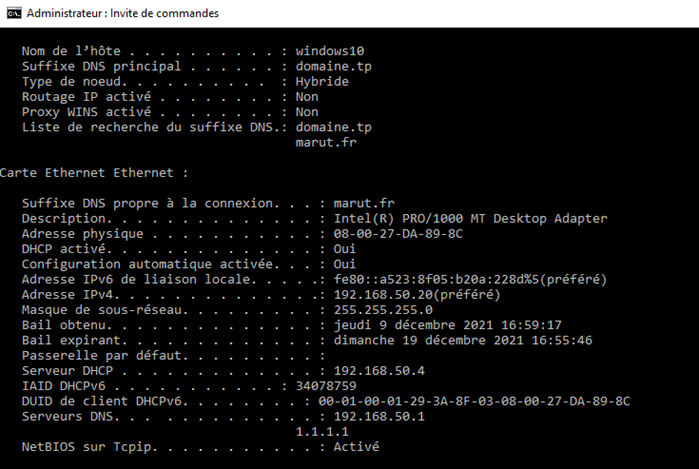 Administrateur : Invite de commandes
Nom de l’hôte . . . . . . . . . . : windows10
Suffixe DNS principal . . . . . . : domaine.tp
Type de noeud. . . . . . . . . .  : Hybride
Routage IP activé . . . . . . . . : Non
Proxy WINS activé . . . . . . . . : Non
Liste de recherche du suffixe DNS.: domaine.tp
marut.fr
Carte Ethernet Ethernet :
Suffixe DNS propre à la connexion. . . : marut.fr
Description. . . . . . . . . . . . . . : Intel(R) PRO/1000 MT Desktop Adapter
Adresse physique . . . . . . . . . . . : 08-00-27-DA-89-8C
DHCP activé. . . . . . . . . . . . . . : Oui
Configuration automatique activée. . . : Oui
Adresse IPv6 de liaison locale. . . . .: fe80::a523:8f05:b20a:228d%5(préféré)
Adresse IPv4. . . . . . . . . . . . . .: 192.168.50.20(préféré)
Masque de sous-réseau. . . . . . . . . : 255.255.255.0
Bail obtenu. . . . . . . . . . . . . . : jeudi 9 décembre 2021 16:59:17
Bail expirant. . . . . . . . . . . . . : dimanche 19 décembre 2021 16:55:46
Passerelle par défaut. . . . . . . . . :
Serveur DHCP . . . . . . . . . . . . . : 192.168.50.4
IAID DHCPv6 . . . . . . . . . . . : 34078759
DUID de client DHCPv6. . . . . . . . : 00-01-00-01-29-3A-8F-03-08-00-27-DA-89-8C
Serveurs DNS. . .  . . . . . . . . . . : 192.168.50.1
1.1.1.1
NetBIOS sur Tcpip. . . . . . . . . . . : Activé